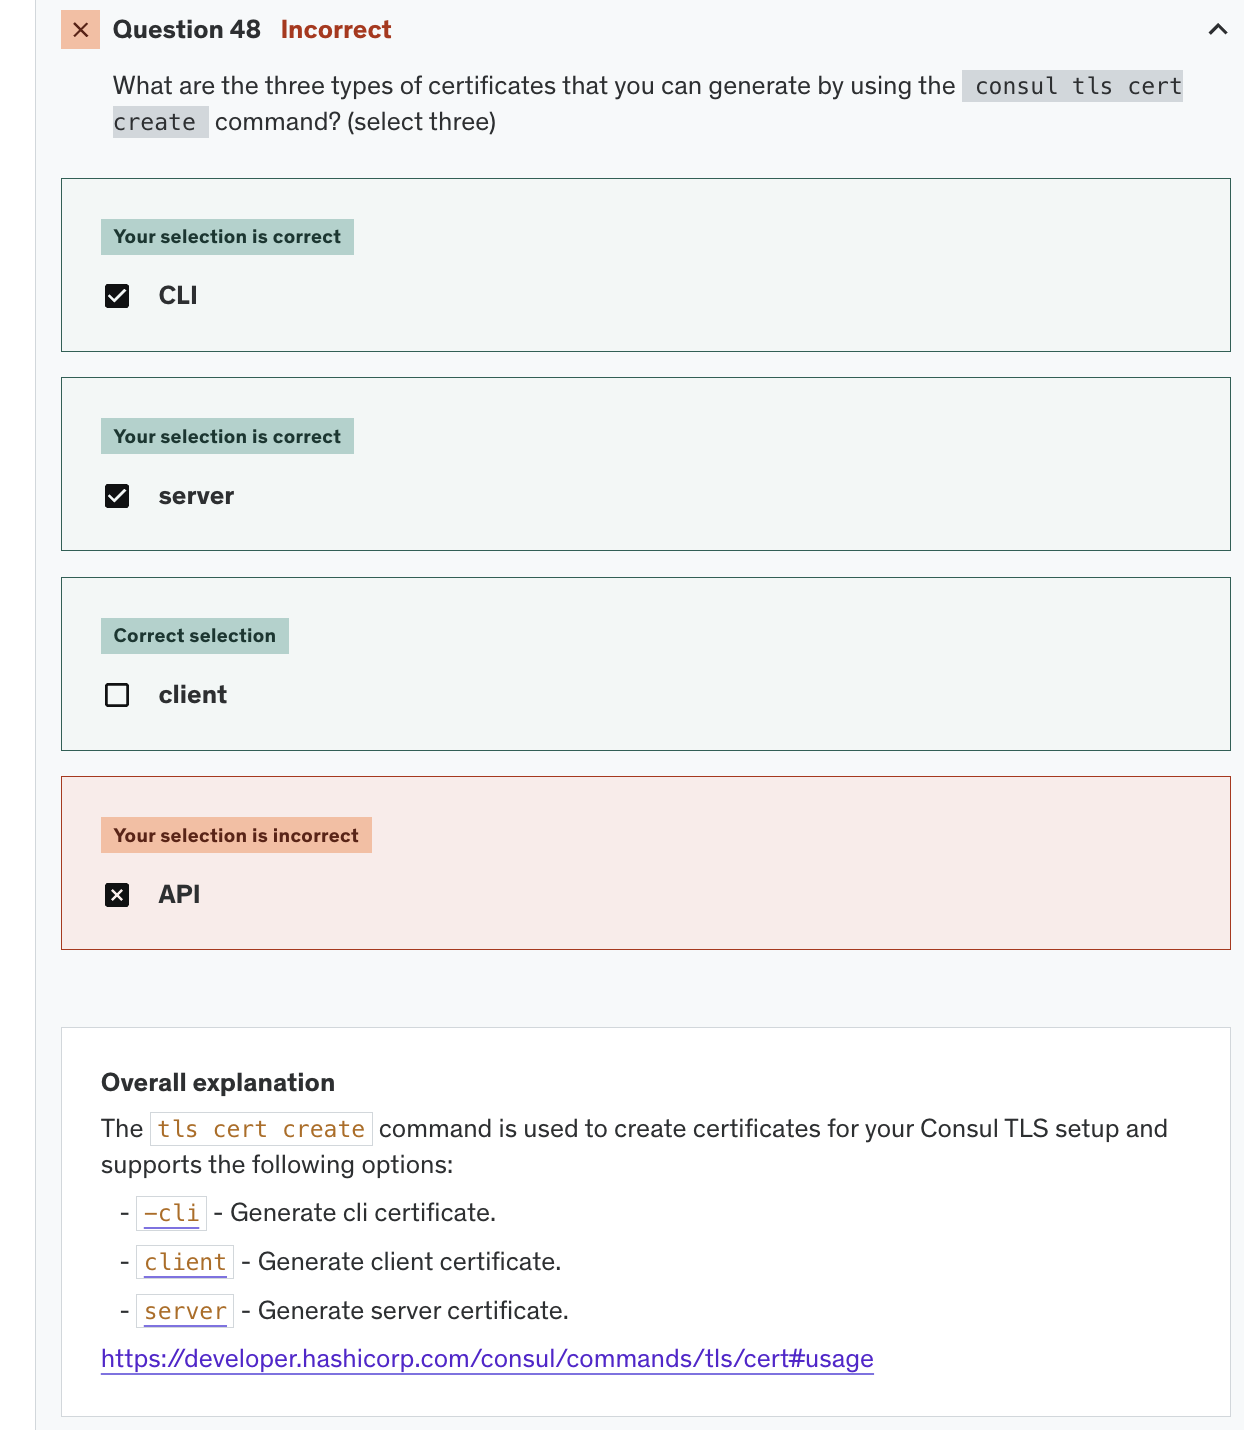 Question 48 Incorrect
What are the three types of certificates that you can generate by using the consul tls cert
create command? (select three)
Your selection is correct
CLI
Your selection is correct
server
Correct selection
client
Your selection is incorrect
API
Overall explanation
The tls cert create command is used to create certificates for your Consul TLS setup and
supports the following options:
- –cli - Generate cli certificate.
- client - Generate client certificate.
- server - Generate server certificate.
https://developer.hashicorp.com/consul/commands/tls/cert#usage